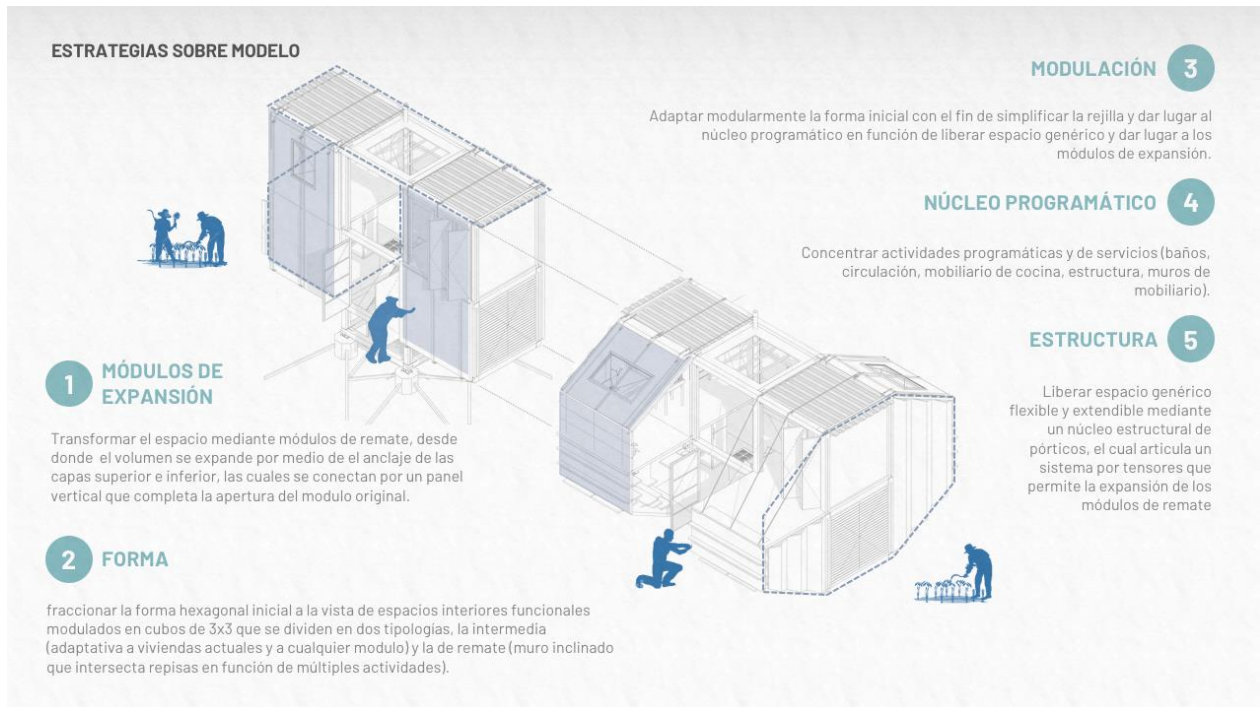 ESTRATEGIAS SOBRE MODELO
1
MÓDULOS DE
EXPANSIÓN
Transformar el espacio mediante módulos de remate, desde
donde el volumen se expande por medio de el anclaje de las
capas superior e inferior, las cuales se conectan por un panel
vertical que completa la apertura del modulo original.
2
FORMA
fraccionar la forma hexagonal inicial a la vista de espacios interiores funcionales
modulados en cubos de 3x3 que se dividen en dos tipologías, la intermedia
(adaptativa a viviendas actuales y a cualquier modulo) y la de remate (muro inclinado
que intersecta repisas en función de múltiples actividades).
MODULACIÓN
3
Adaptar modularmente la forma inicial con el fin de simplificar la rejilla y dar lugar al
núcleo programático en función de liberar espacio genérico y dar lugar a los
módulos de expansión.
NÚCLEO PROGRAMÁTICO
4
Concentrar actividades programáticas y de servicios (baños,
circulación, mobiliario de cocina, estructura, muros de
mobiliario).
ESTRUCTURA
5
Liberar espacio genérico
flexible y extendible mediante
un núcleo estructural de
pórticos, el cual articula un
sistema por tensores que
permite la expansión de los
módulos de remate